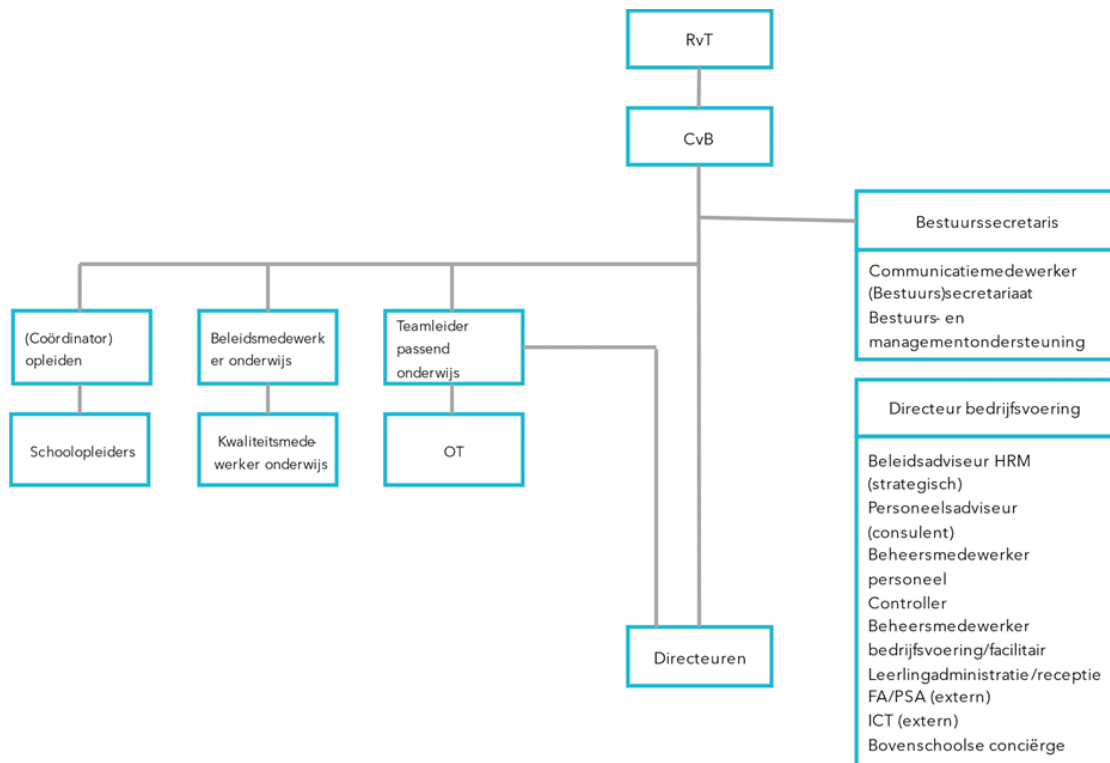 RvT
CvB
Bestuurssecretaris
Communicatiemedewerker
(Bestuurs)secretariaat
Bestuurs- en
managementondersteuning
(Coördinator)
opleiden
Beleidsmedewerk
er onderwijs
Teamleider
passend
onderwijs
Schoolopleiders
Kwaliteitsmede-
werker onderwijs
OT
Directeur bedrijfsvoering
Beleidsadviseur HRM
(strategisch)
Personeelsadviseur
(consulent)
Beheersmedewerker
personeel
Controller
Beheersmedewerker
bedrijfsvoering/facilitair
Leerlingadministratie/receptie
FA/PSA (extern)
ICT (extern)
Bovenschoolse conciërge
Directeuren